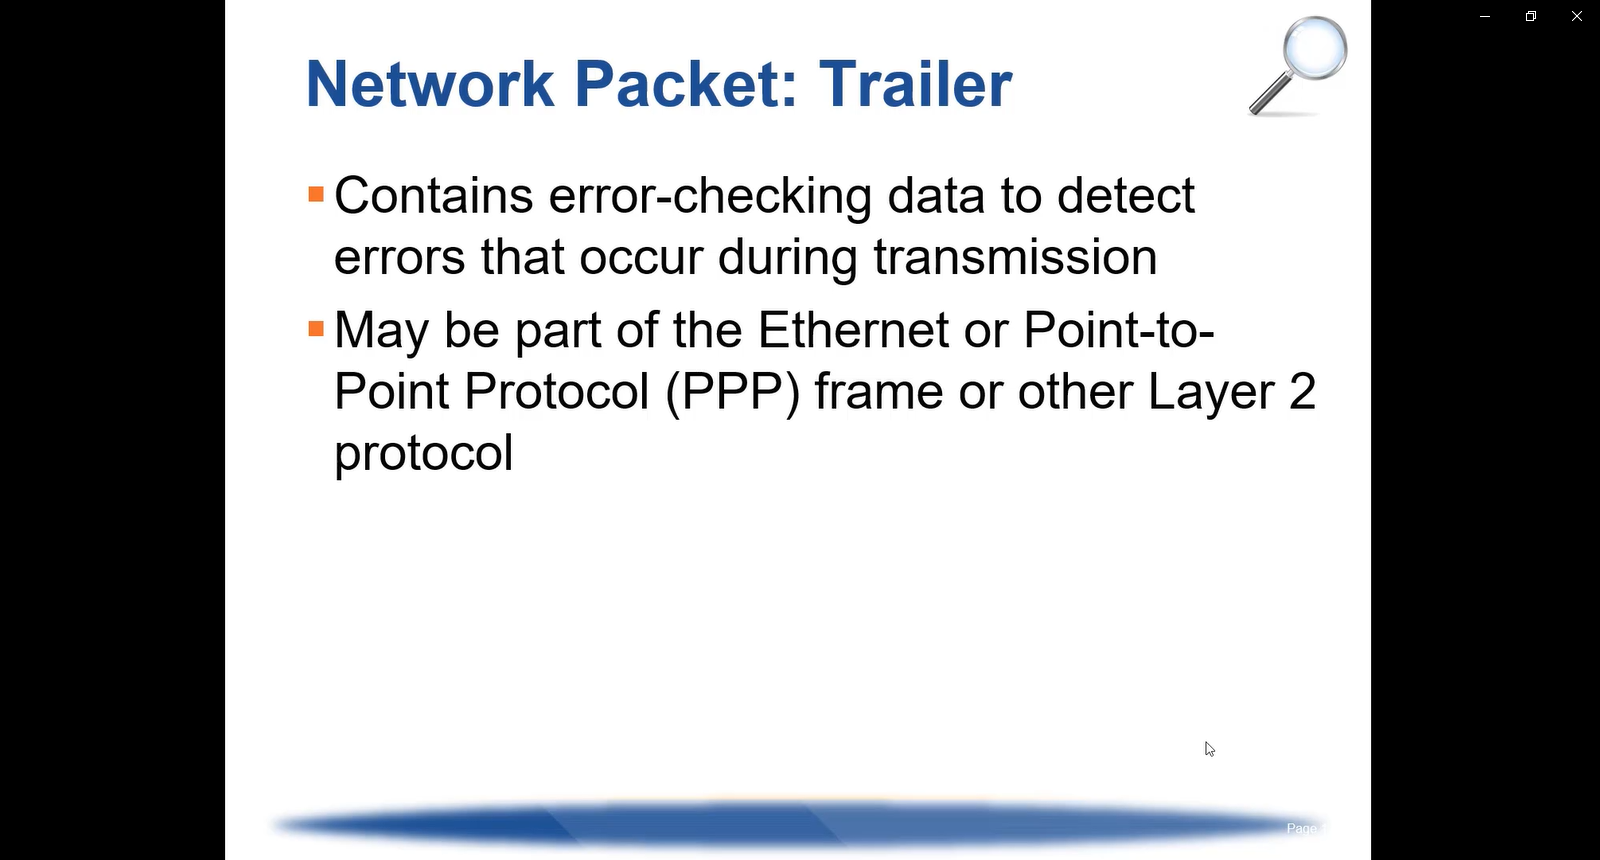 Network Packet: Trailer
Contains error-checking data to detect
errors that occur during transmission
May be part of the Ethernet or Point-to-
Point Protocol (PPP) frame or other Layer 2
protocol
Page